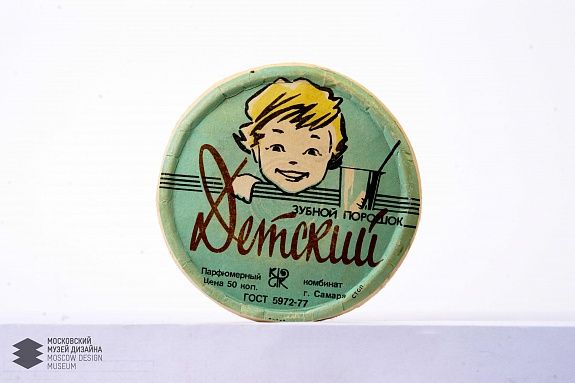 ЗУБНОЙ ПОРОШОК
Детский
Парфюмерный комбинат
Цена 50 коп. г. Самара
ГОСТ 5972-77
МОСКОВСКИЙ
МУЗЕЙ ДИЗАЙНА
MOSCOW DESIGN
MUSEUM